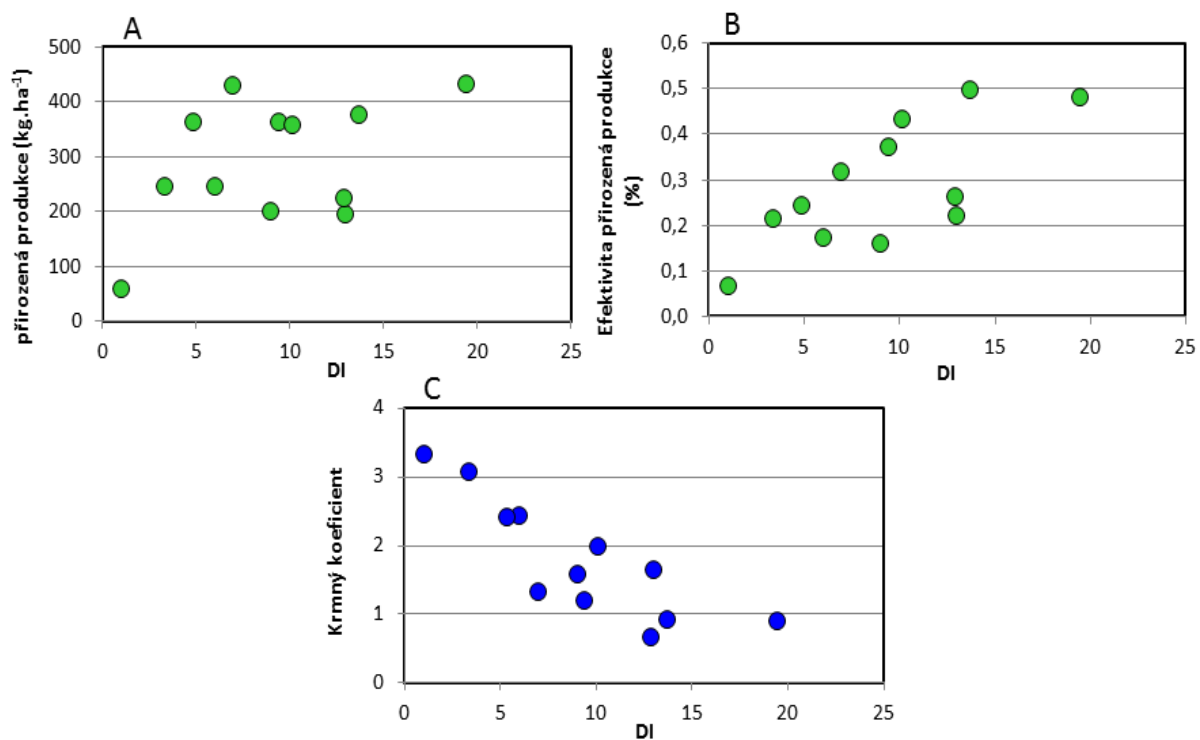 A
přirozená produkce (kg.ha-1)
500
400
300
200
100
0
0 5 10 15 20 25
DI
B
Efektivita přirozená produkce
(%)
0,6
0,5
0,4
0,3
0,2
0,1
0,0
0 5 10 15 20 25
DI
C
Krmný koeficient
4
3
2
1
0
0 5 10 15 20 25
DI